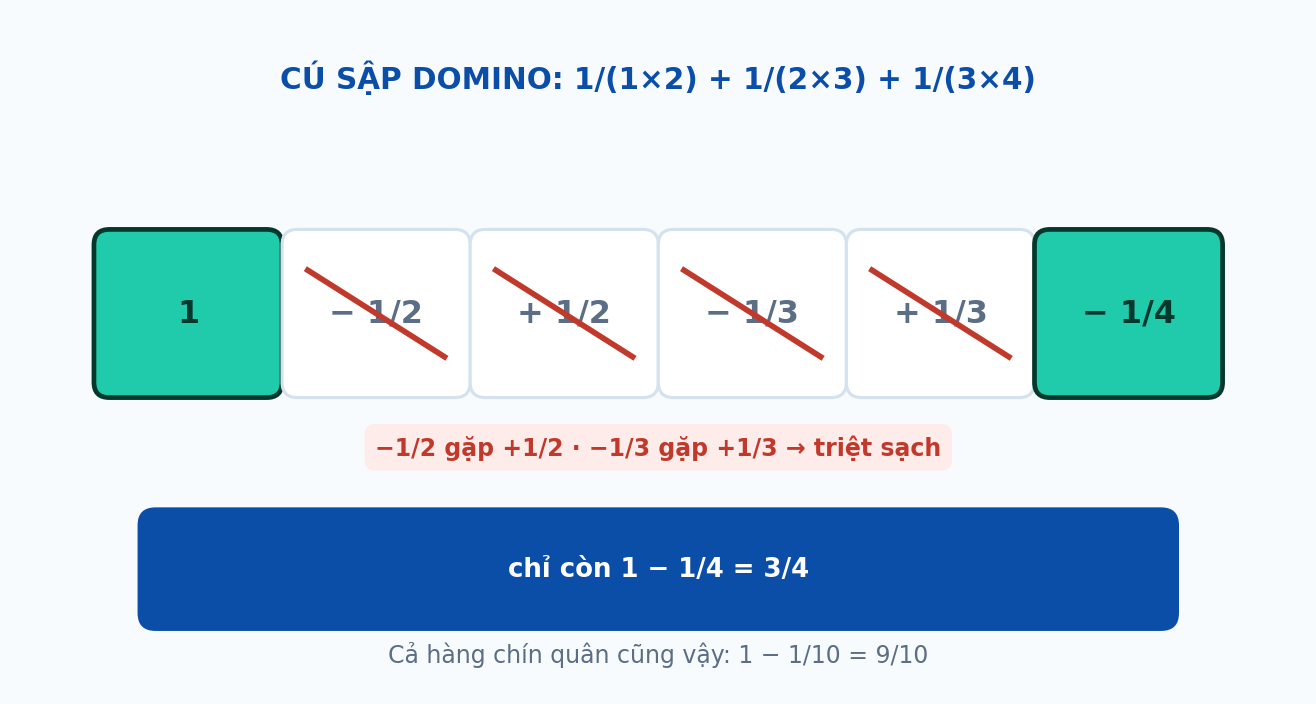 CÚ SẬP DOMINO: 1/(1×2) + 1/(2×3) + 1/(3×4)
1 − 1/2 + 1/2 − 1/3 + 1/3 − 1/4
−1/2 gặp +1/2 · −1/3 gặp +1/3 → triệt sạch
chỉ còn 1 − 1/4 = 3/4
Cả hàng chín quân cũng vậy: 1 − 1/10 = 9/10